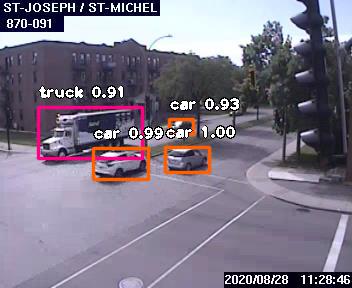 ST-JOSEPH / ST-MICHEL
870-091
truck 0.91
car 0.93
car 0.99
car 1.00
2020/08/28 11:28:46